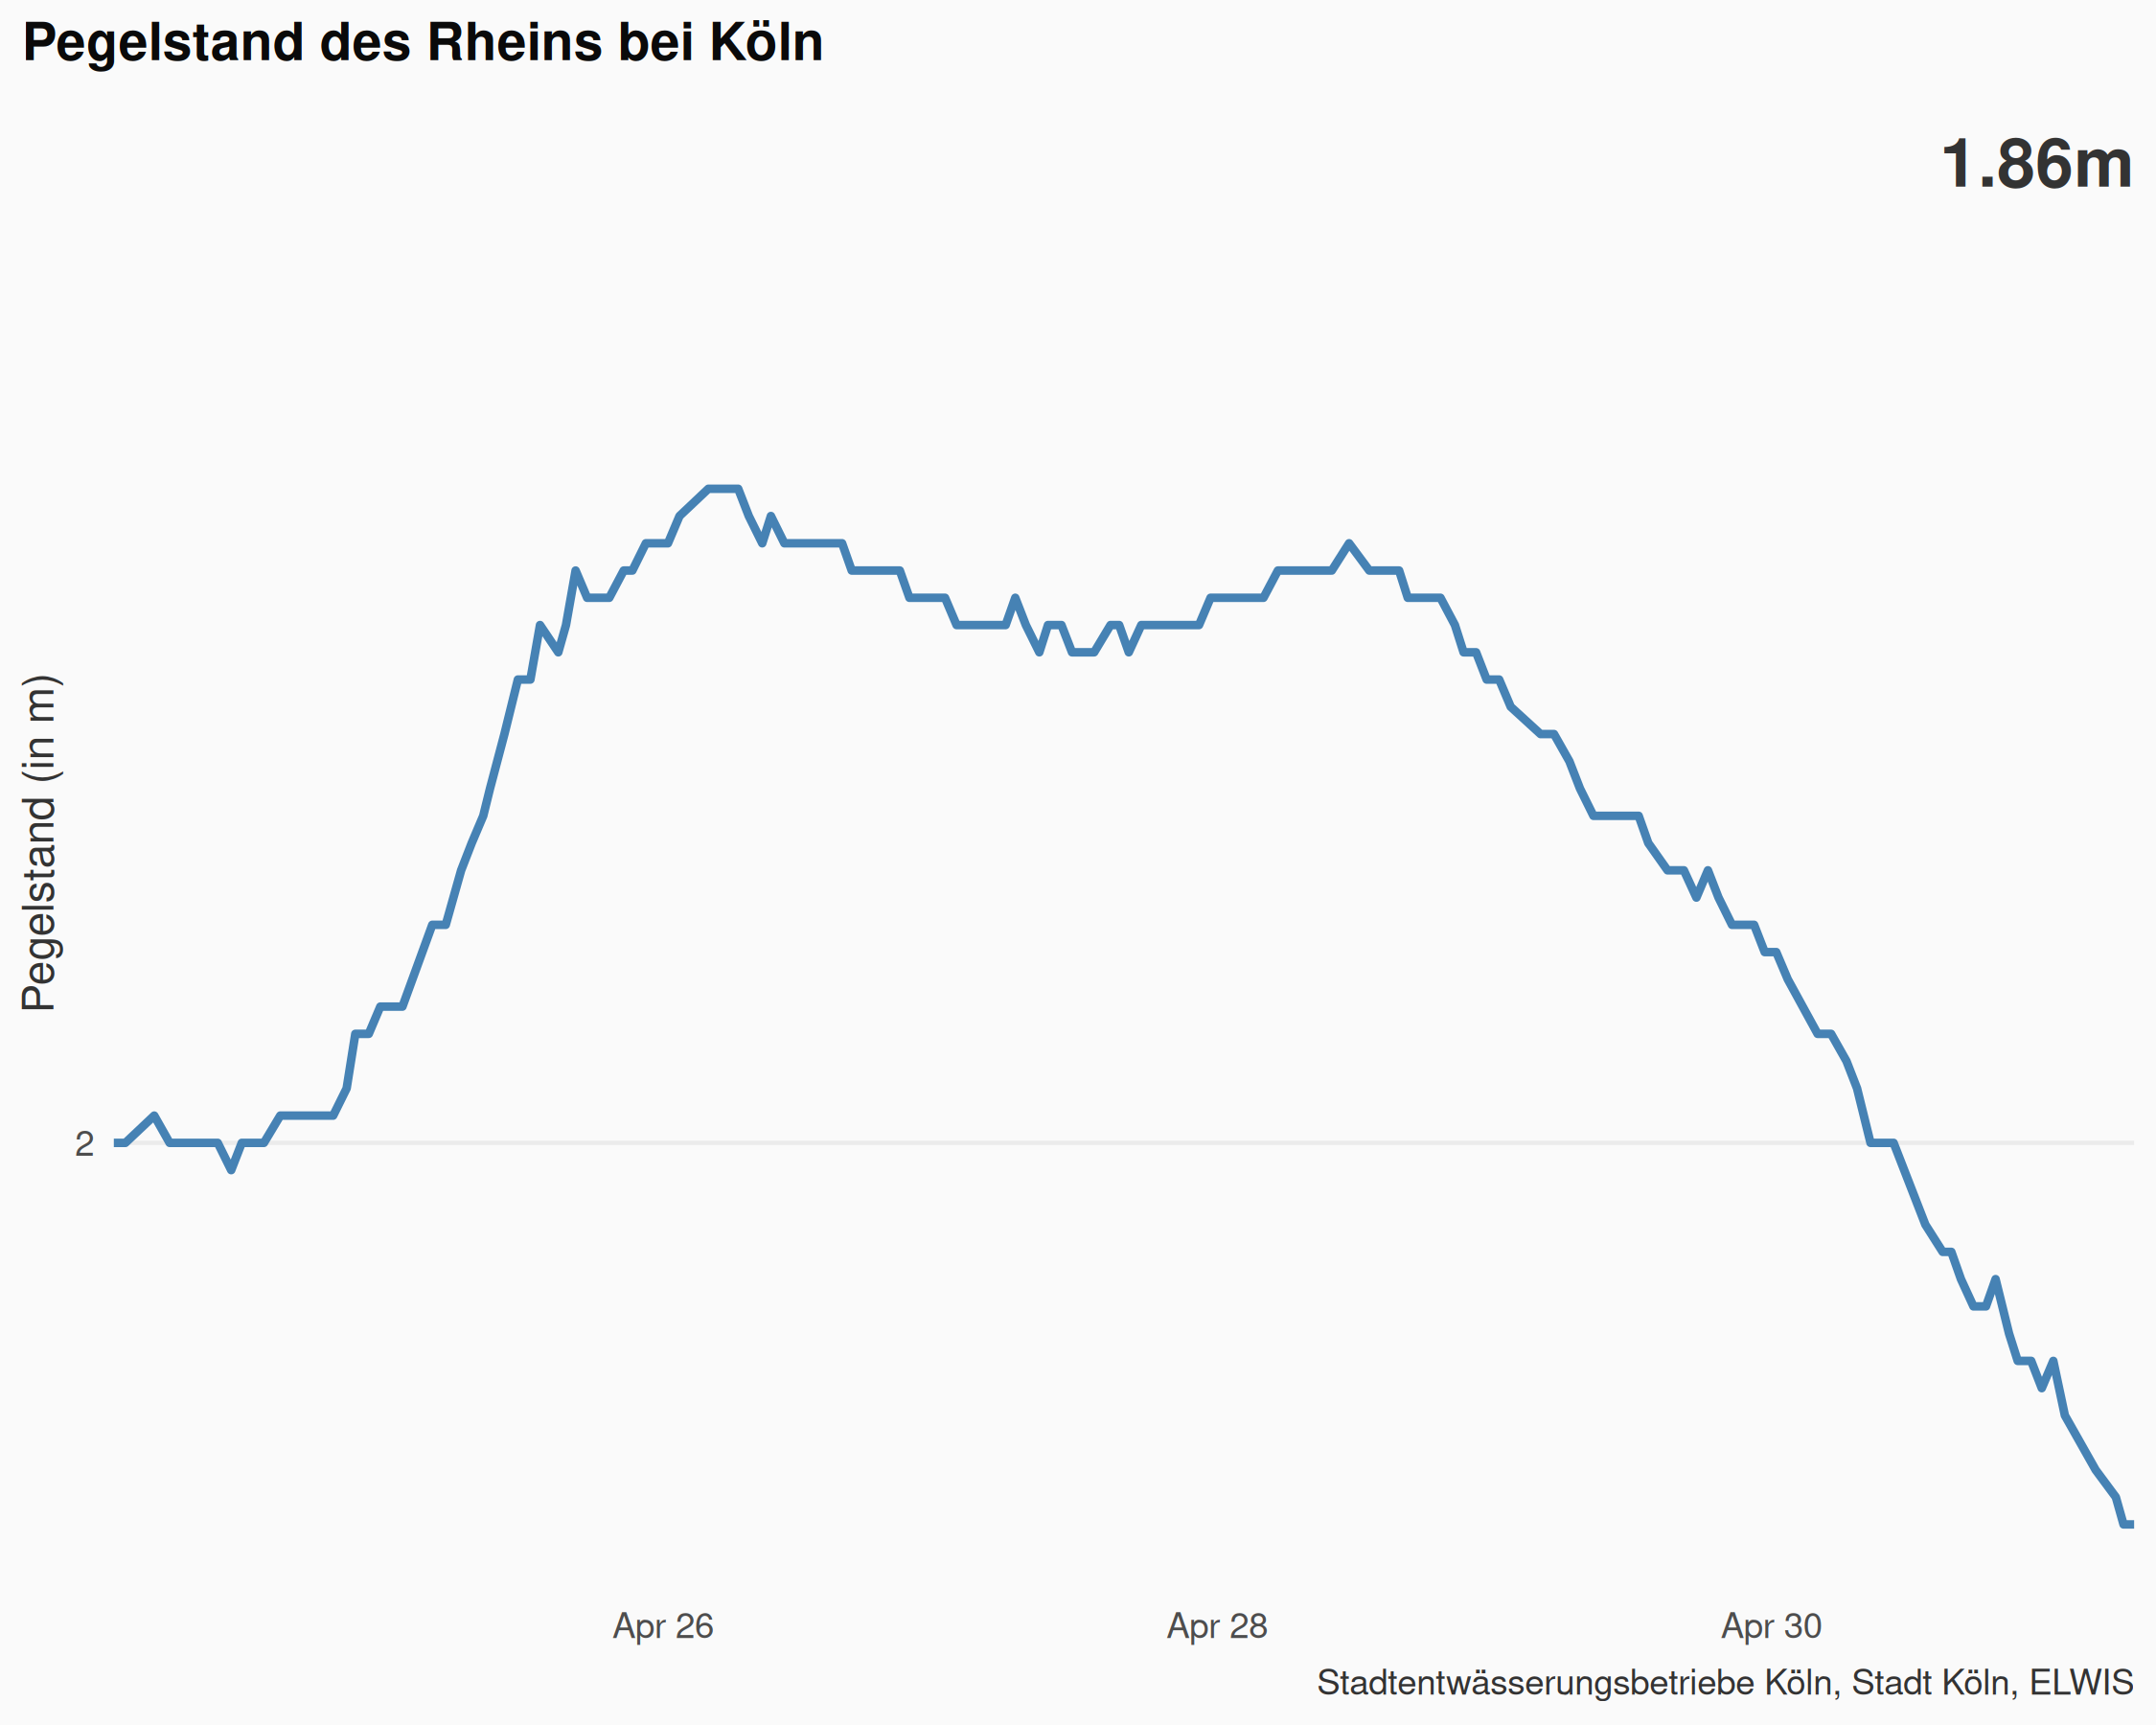 Pegelstand des Rheins bei Köln
1.86m
Pegelstand (in m)
2
Apr 26
Apr 28
Apr 30
Stadtentwässerungsbetriebe Köln, Stadt Köln, ELWIS